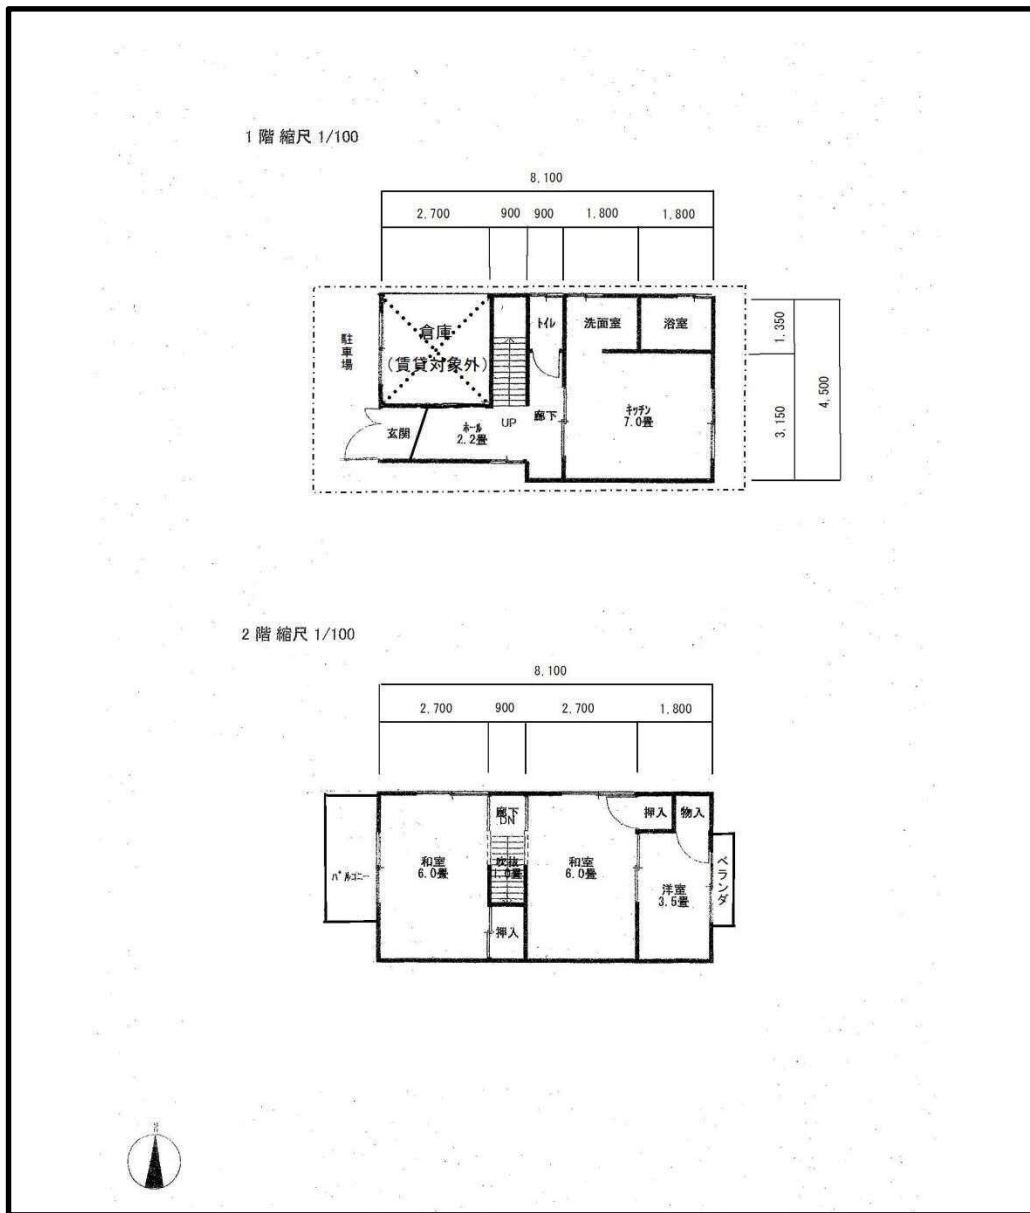 1 階 縮尺 1/100
8,100
2,700 900 900 1,800 1,800
倉庫
(賃貸対象外)
トイレ
洗面室
浴室
駐車場
玄関
ホール
2.2畳
UP
廊下
キッチン
7.0畳
1,350
3,150
4,500
2 階 縮尺 1/100
8,100
2,700 900 2,700 1,800
バルコニー
和室
6.0畳
廊下
DN
吹抜
1.0畳
押入
和室
6.0畳
押入
物入
洋室
3.5畳
ベランダ
N